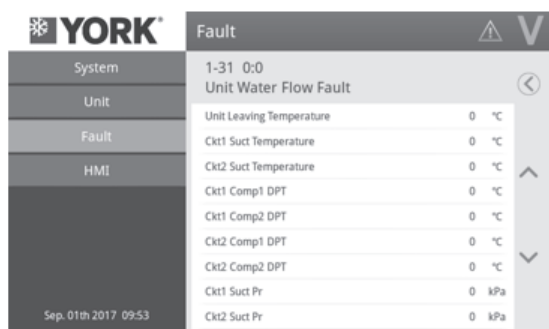 YORK
Fault
V
System
Unit
Fault
HMI
Sep. 01th 2017 09:53
1-31 0:0
Unit Water Flow Fault
Unit Leaving Temperature 0 ℃
Ckt1 Suct Temperature 0 ℃
Ckt2 Suct Temperature 0 ℃
Ckt1 Comp1 DPT 0 ℃
Ckt1 Comp2 DPT 0 ℃
Ckt2 Comp1 DPT 0 ℃
Ckt2 Comp2 DPT 0 ℃
Ckt1 Suct Pr 0 kPa
Ckt2 Suct Pr 0 kPa